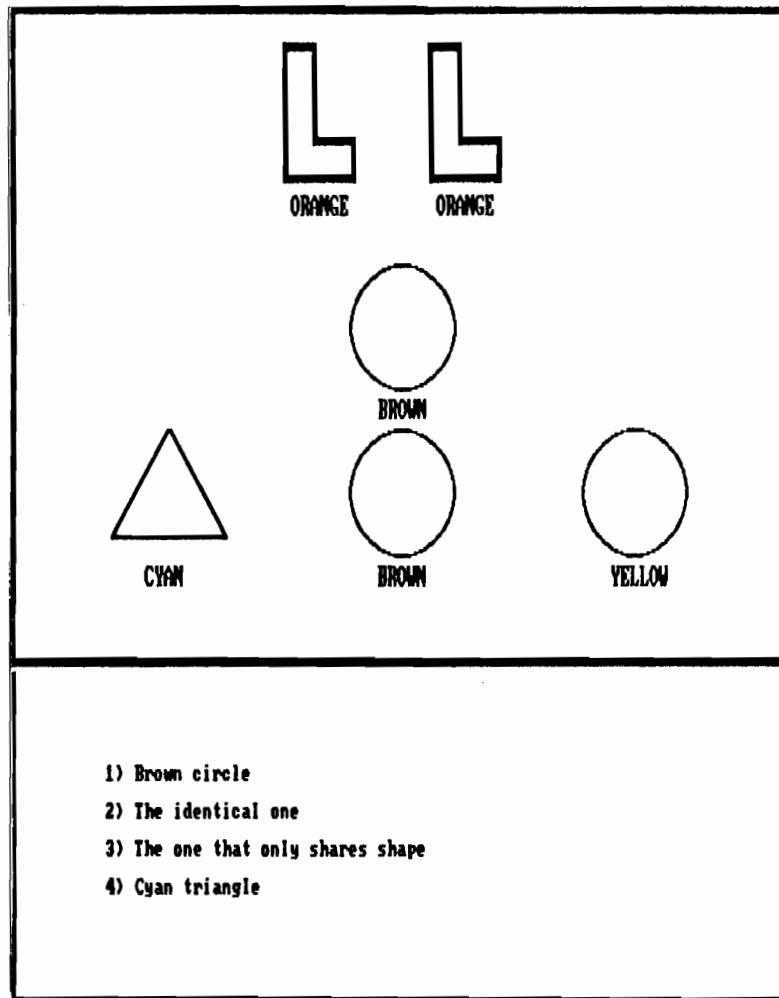 ORANGE ORANGE
BROWN
CYAN BROWN YELLOW
1) Brown circle
2) The identical one
3) The one that only shares shape
4) Cyan triangle